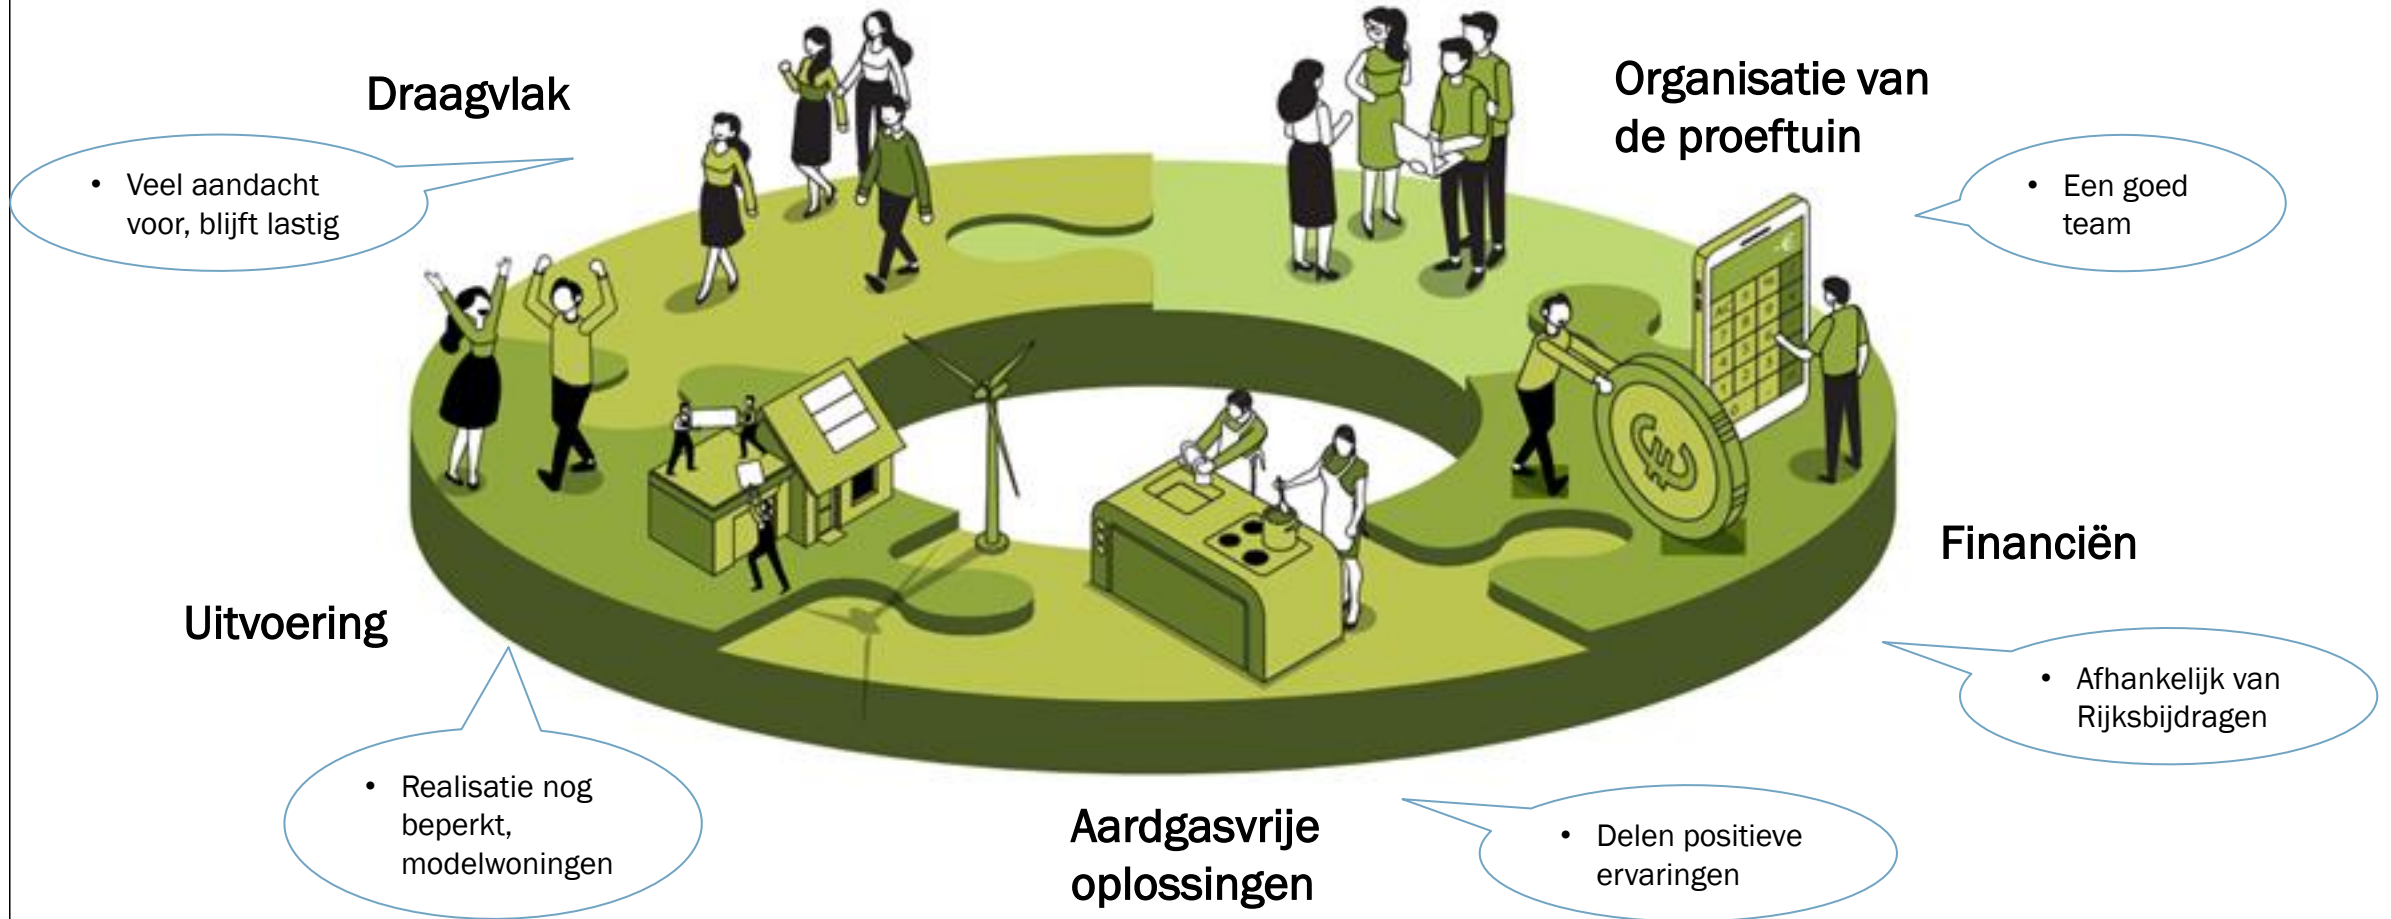 Draagvlak
• Veel aandacht
voor, blijft lastig
Organisatie van
de proeftuin
• Een goed
team
Financiën
• Afhankelijk van
Rijksbijdragen
Uitvoering
• Realisatie nog
beperkt,
modelwoningen
Aardgasvrije
oplossingen
• Delen positieve
ervaringen